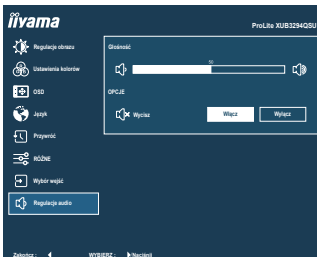 iiyama
ProLite XUB3294QSU
Regulacje obrazu
Ustawienia kolorów
OSD
Język
Przywróć
RÓŻNE
Wybór wejść
Regulacje audio
Głośność
50
OPCJE
Wycisz
Włącz
Wyłącz
Zakończ :
WYBIERZ :
Naciśnij